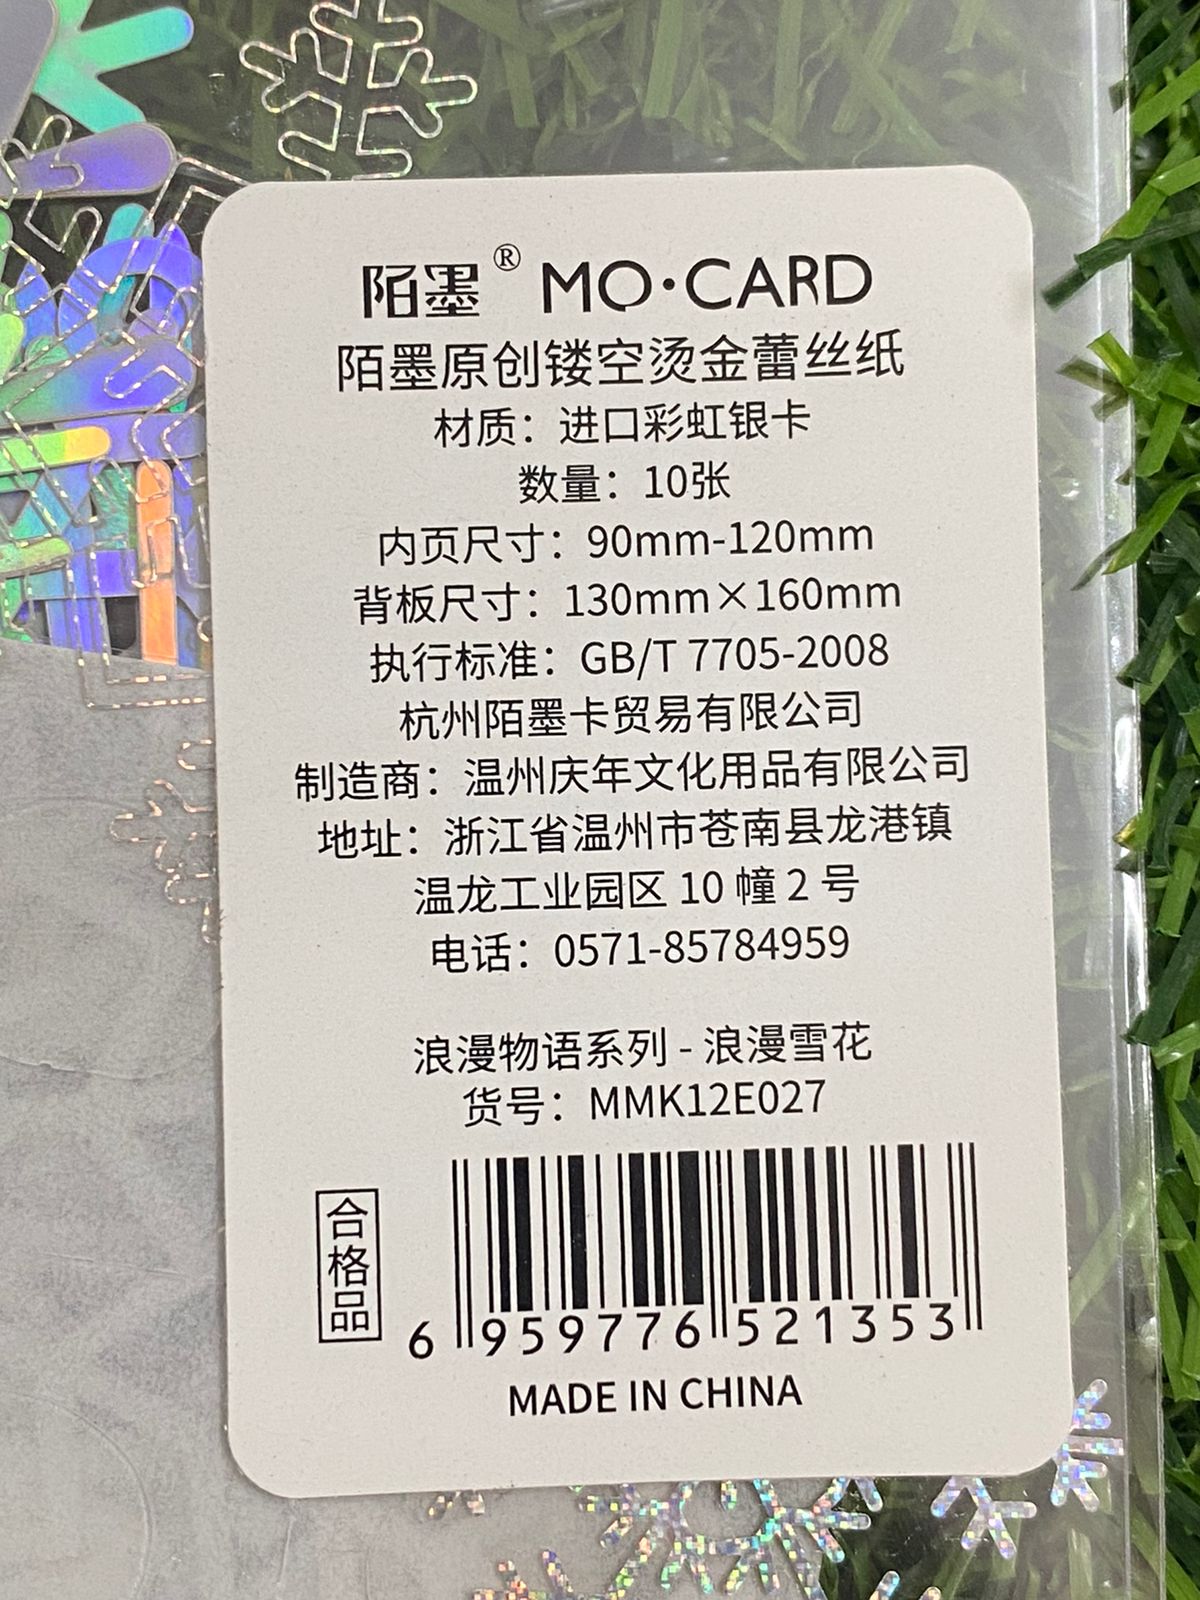 陌墨® MO·CARD
陌墨原创镂空烫金蕾丝纸
材质：进口彩虹银卡
数量：10张
内页尺寸：90mm-120mm
背板尺寸：130mm×160mm
执行标准：GB/T 7705-2008
杭州陌墨卡贸易有限公司
制造商：温州庆年文化用品有限公司
地址：浙江省温州市苍南县龙港镇
温龙工业园区 10 幢 2 号
电话：0571-85784959
浪漫物语系列 - 浪漫雪花
货号：MMK12E027
合格品
6 959776 521353
MADE IN CHINA